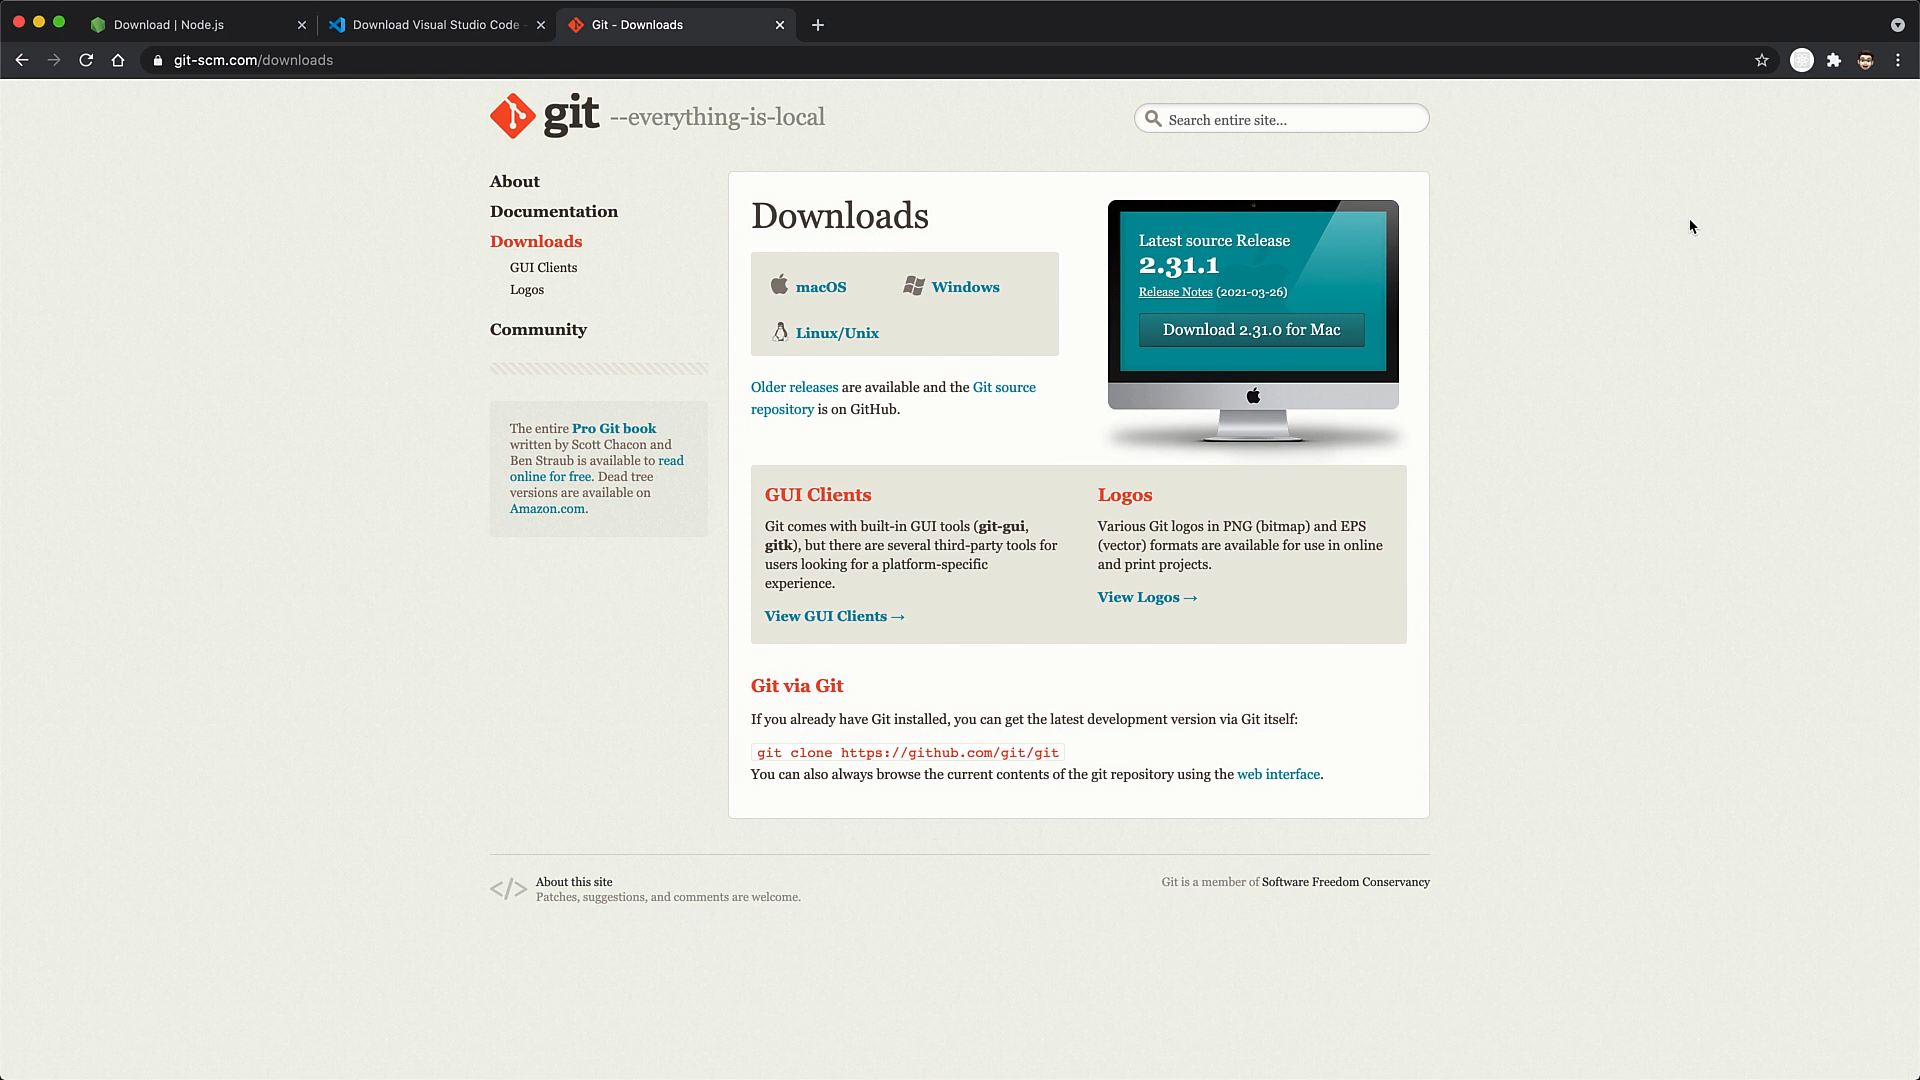 Download | Node.js
Download Visual Studio Code -
Git - Downloads
git-scm.com/downloads
git --everything-is-local
Search entire site...
About
Documentation
Downloads
GUI Clients
Logos
Community
The entire Pro Git book
written by Scott Chacon and
Ben Straub is available to read
online for free. Dead tree
versions are available on
Amazon.com.
Downloads
macOS
Windows
Linux/Unix
Older releases are available and the Git source
repository is on GitHub.
Latest source Release
2.31.1
Release Notes (2021-03-26)
Download 2.31.0 for Mac
GUI Clients
Git comes with built-in GUI tools (git-gui,
gitk), but there are several third-party tools for
users looking for a platform-specific
experience.
View GUI Clients →
Logos
Various Git logos in PNG (bitmap) and EPS
(vector) formats are available for use in online
and print projects.
View Logos →
Git via Git
If you already have Git installed, you can get the latest development version via Git itself:
git clone https://github.com/git/git
You can also always browse the current contents of the git repository using the web interface.
</> About this site
Patches, suggestions, and comments are welcome.
Git is a member of Software Freedom Conservancy